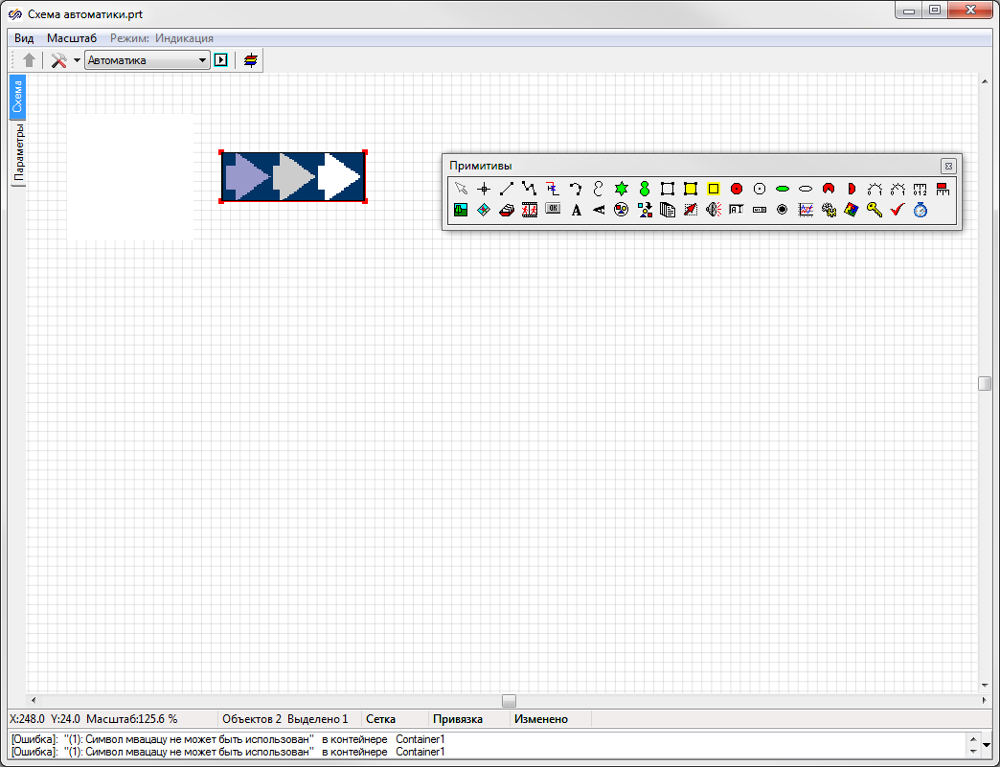 Схема автоматики.prt
Вид Масштаб Режим: Индикация
Автоматика
Схема
Параметры
Примитивы
012
OK
A
X:248.0 Y:24.0 Масштаб:125.6 % Объектов 2 Выделено 1 Сетка Привязка Изменено
[Ошибка]: "(1): Символ мвацацу не может быть использован" в контейнере Container1
[Ошибка]: "(1): Символ мвацацу не может быть использован" в контейнере Container1